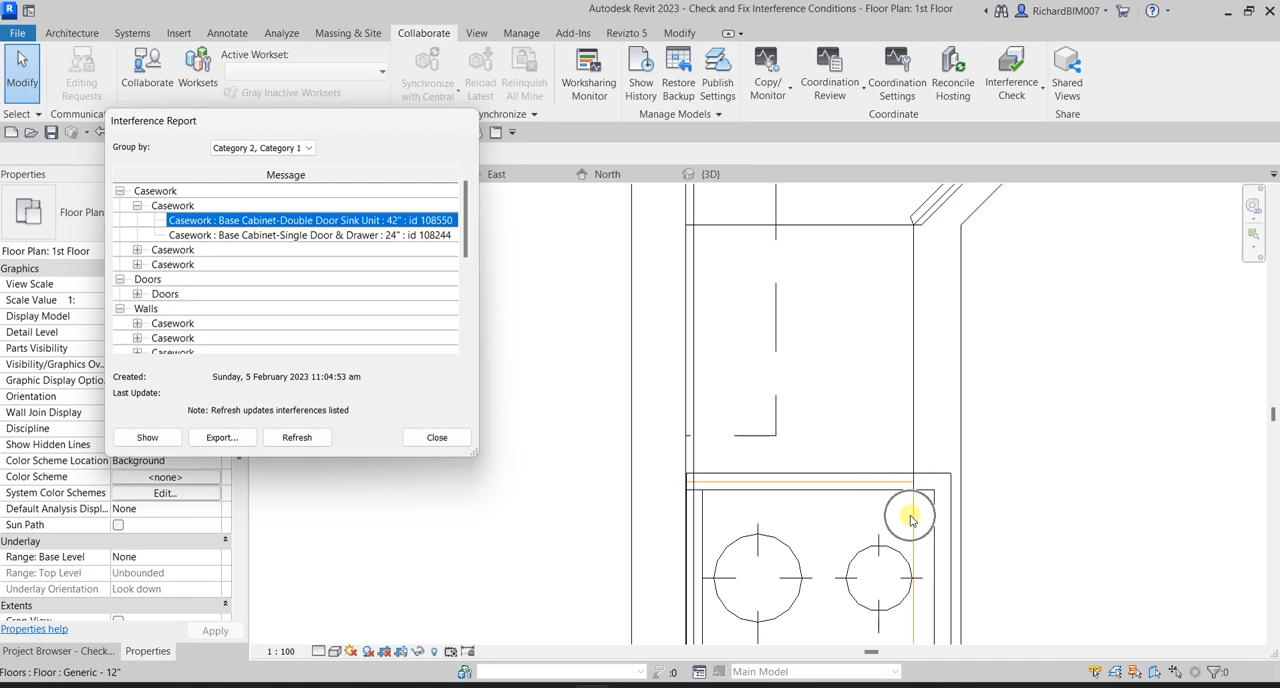 Autodesk Revit 2023 - Check and Fix Interference Conditions - Floor Plan: 1st Floor
RichardBIM007
File Architecture Systems Insert Annotate Analyze Massing & Site Collaborate View Manage Add-Ins Revizto 5 Modify
Modify
Editing
Requests
Collaborate
Worksets
Active Workset:
Gray Inactive Worksets
Synchronize
with Central
Reload
Latest
Relinquish
All Mine
Worksharing
Monitor
Show
History
Restore
Backup
Publish
Settings
Copy/
Monitor
Coordination
Review
Coordination
Settings
Reconcile
Hosting
Interference
Check
Shared
Views
Select
Communica
Synchronize
Manage Models
Coordinate
Share
East
North
{3D}
Interference Report
Group by: Category 2, Category 1
Message
Casework
Casework
Casework : Base Cabinet-Double Door Sink Unit : 42" : id 108550
Casework : Base Cabinet-Single Door & Drawer : 24" : id 108244
Casework
Casework
Doors
Doors
Walls
Casework
Casework
Casework
Created: Sunday, 5 February 2023 11:04:53 am
Last Update:
Note: Refresh updates interferences listed
Show Export... Refresh Close
Properties
Floor Plan
Floor Plan: 1st Floor
Graphics
View Scale
Scale Value 1:
Display Model
Detail Level
Parts Visibility
Visibility/Graphics Ov...
Graphic Display Optio...
Orientation
Wall Join Display
Discipline
Show Hidden Lines
Color Scheme Location Background
Color Scheme <none>
System Color Schemes Edit...
Default Analysis Displ... None
Sun Path
Underlay
Range: Base Level None
Range: Top Level Unbounded
Underlay Orientation Look down
Extents
Crop View
Properties help Apply
Project Browser - Check... Properties
1 : 100
Floors : Floor : Generic - 12"
:0
Main Model
:0